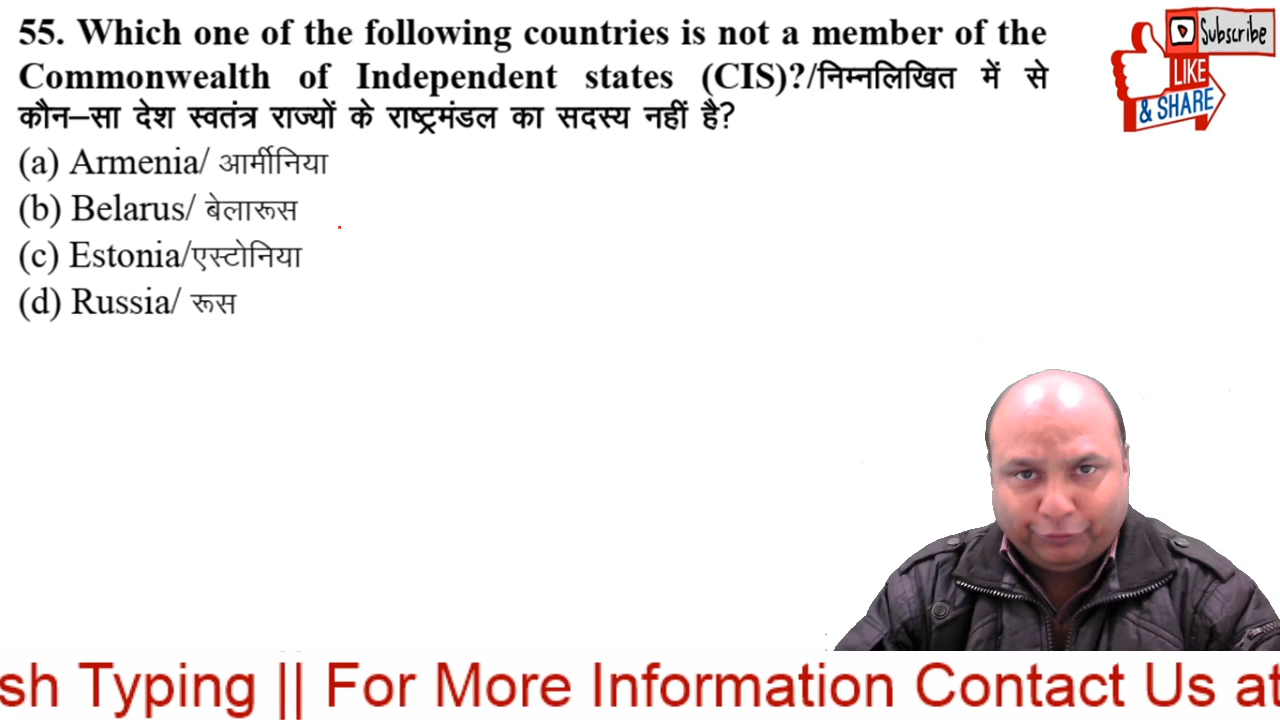 55. Which one of the following countries is not a member of the
Commonwealth of Independent states (CIS)?/निम्नलिखित में से
कौन–सा देश स्वतंत्र राज्यों के राष्ट्रमंडल का सदस्य नहीं है?
(a) Armenia/ आर्मीनिया
(b) Belarus/ बेलारूस
(c) Estonia/एस्टोनिया
(d) Russia/ रूस
Subscribe
LIKE
& SHARE
sh Typing || For More Information Contact Us at